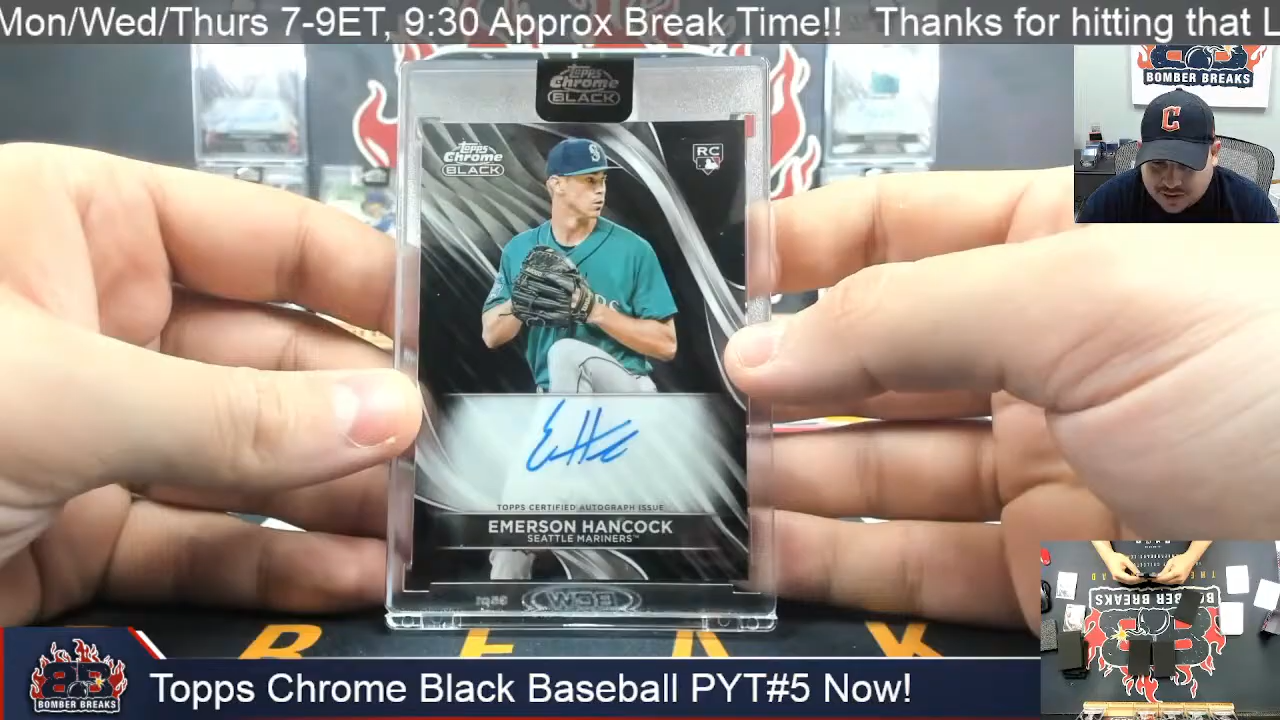 Mon/Wed/Thurs 7-9ET, 9:30 Approx Break Time!! Thanks for hitting that L
BOMBER BREAKS
C
Topps
Chrome
BLACK
Topps
Chrome
BLACK
RC
S
TOPPS CERTIFIED AUTOGRAPH ISSUE
EMERSON HANCOCK
SEATTLE MARINERS™
BCW
B R E A K
BOMBER BREAKS
BOMBER BREAKS
Topps Chrome Black Baseball PYT#5 Now!